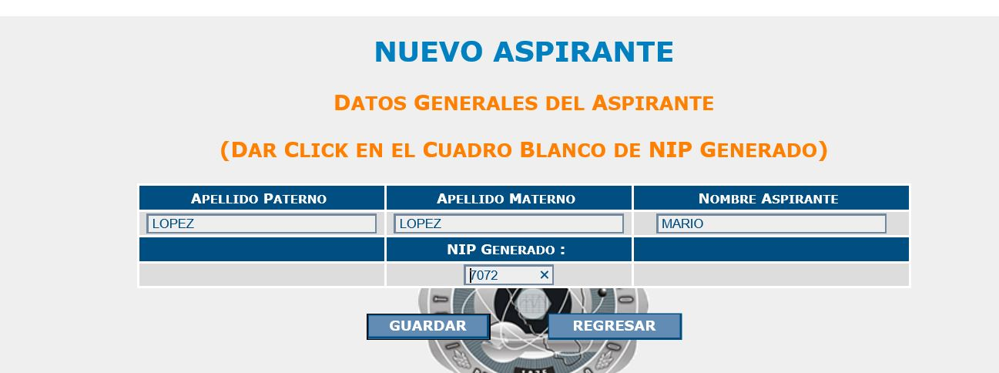 NUEVO ASPIRANTE
DATOS GENERALES DEL ASPIRANTE
(DAR CLICK EN EL CUADRO BLANCO DE NIP GENERADO)
APELLIDO PATERNO APELLIDO MATERNO NOMBRE ASPIRANTE
LOPEZ LOPEZ MARIO
NIP GENERADO :
7072 ×
GUARDAR REGRESAR